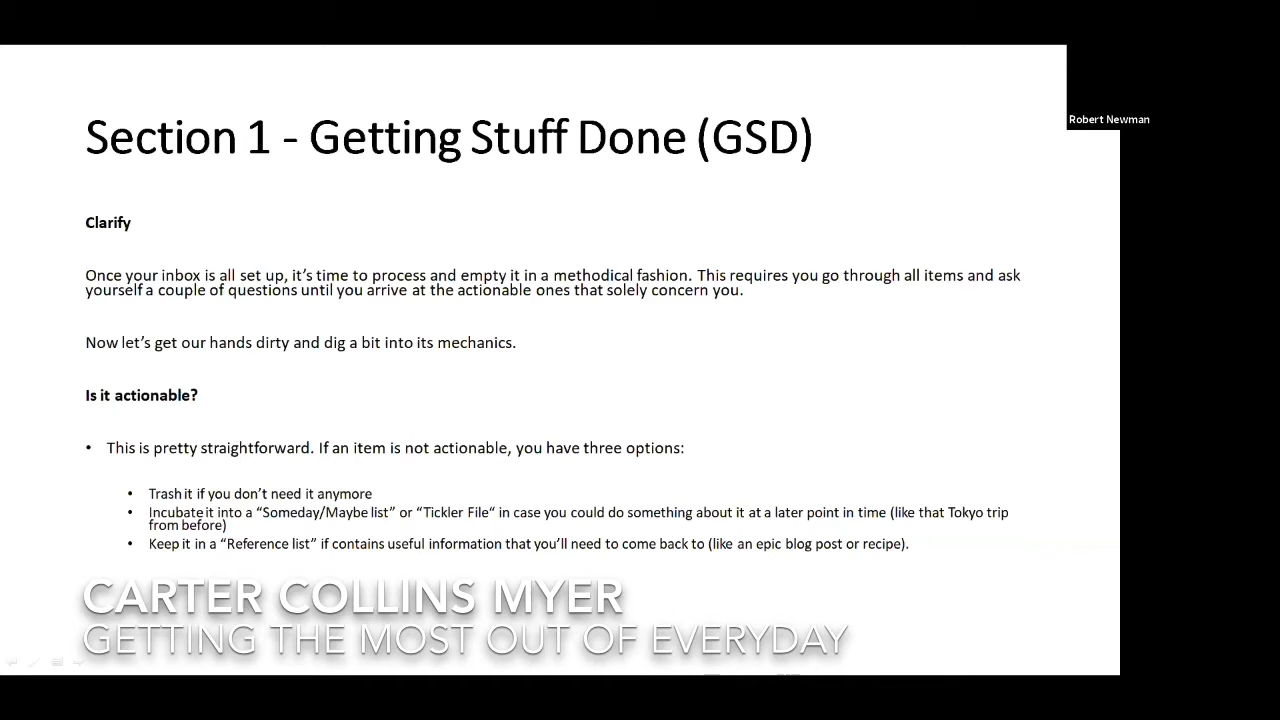 Robert Newman
Section 1 - Getting Stuff Done (GSD)
Clarify
Once your inbox is all set up, it's time to process and empty it in a methodical fashion. This requires you go through all items and ask
yourself a couple of questions until you arrive at the actionable ones that solely concern you.
Now let's get our hands dirty and dig a bit into its mechanics.
Is it actionable?
• This is pretty straightforward. If an item is not actionable, you have three options:
• Trash it if you don't need it anymore
• Incubate it into a “Someday/Maybe list” or “Tickler File“ in case you could do something about it at a later point in time (like that Tokyo trip
from before)
• Keep it in a “Reference list” if contains useful information that you'll need to come back to (like an epic blog post or recipe).
CARTER COLLINS MYER
GETTING THE MOST OUT OF EVERYDAY